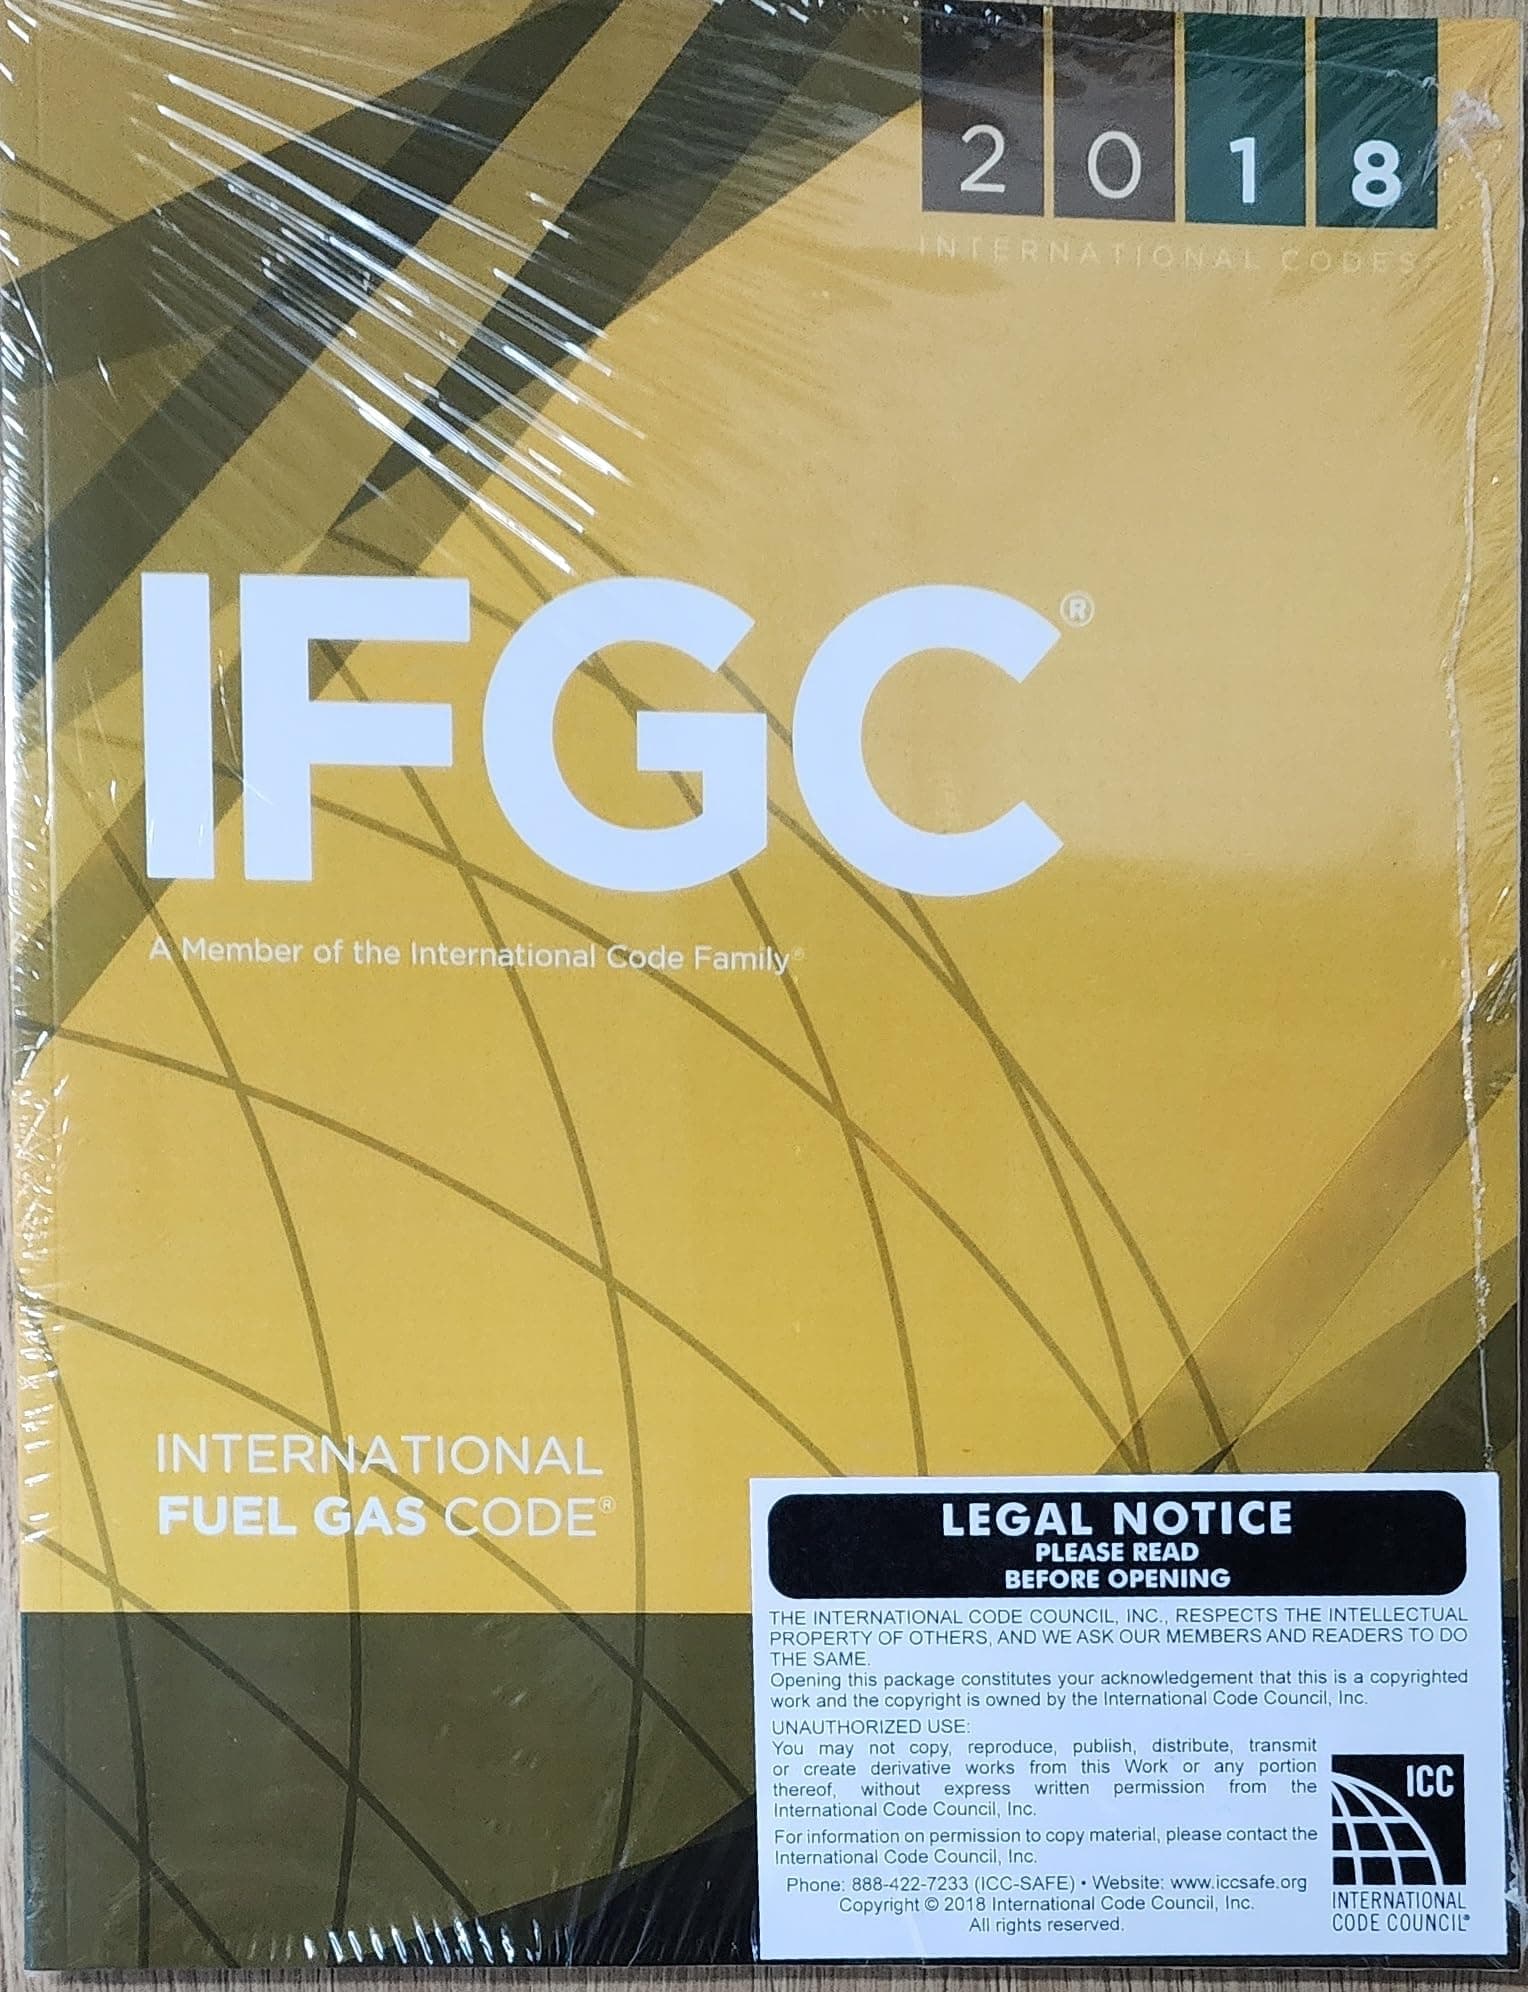 2018
INTERNATIONAL CODES
IFGC®
A Member of the International Code Family®
INTERNATIONAL
FUEL GAS CODE®
LEGAL NOTICE
PLEASE READ
BEFORE OPENING
THE INTERNATIONAL CODE COUNCIL, INC., RESPECTS THE INTELLECTUAL
PROPERTY OF OTHERS, AND WE ASK OUR MEMBERS AND READERS TO DO
THE SAME.
Opening this package constitutes your acknowledgement that this is a copyrighted
work and the copyright is owned by the International Code Council, Inc.
UNAUTHORIZED USE:
You may not copy, reproduce, publish, distribute, transmit
or create derivative works from this Work or any portion
thereof, without express written permission from the
International Code Council, Inc.
For information on permission to copy material, please contact the
International Code Council, Inc.
Phone: 888-422-7233 (ICC-SAFE) • Website: www.iccsafe.org
Copyright © 2018 International Code Council, Inc.
All rights reserved.
ICC
INTERNATIONAL
CODE COUNCIL®